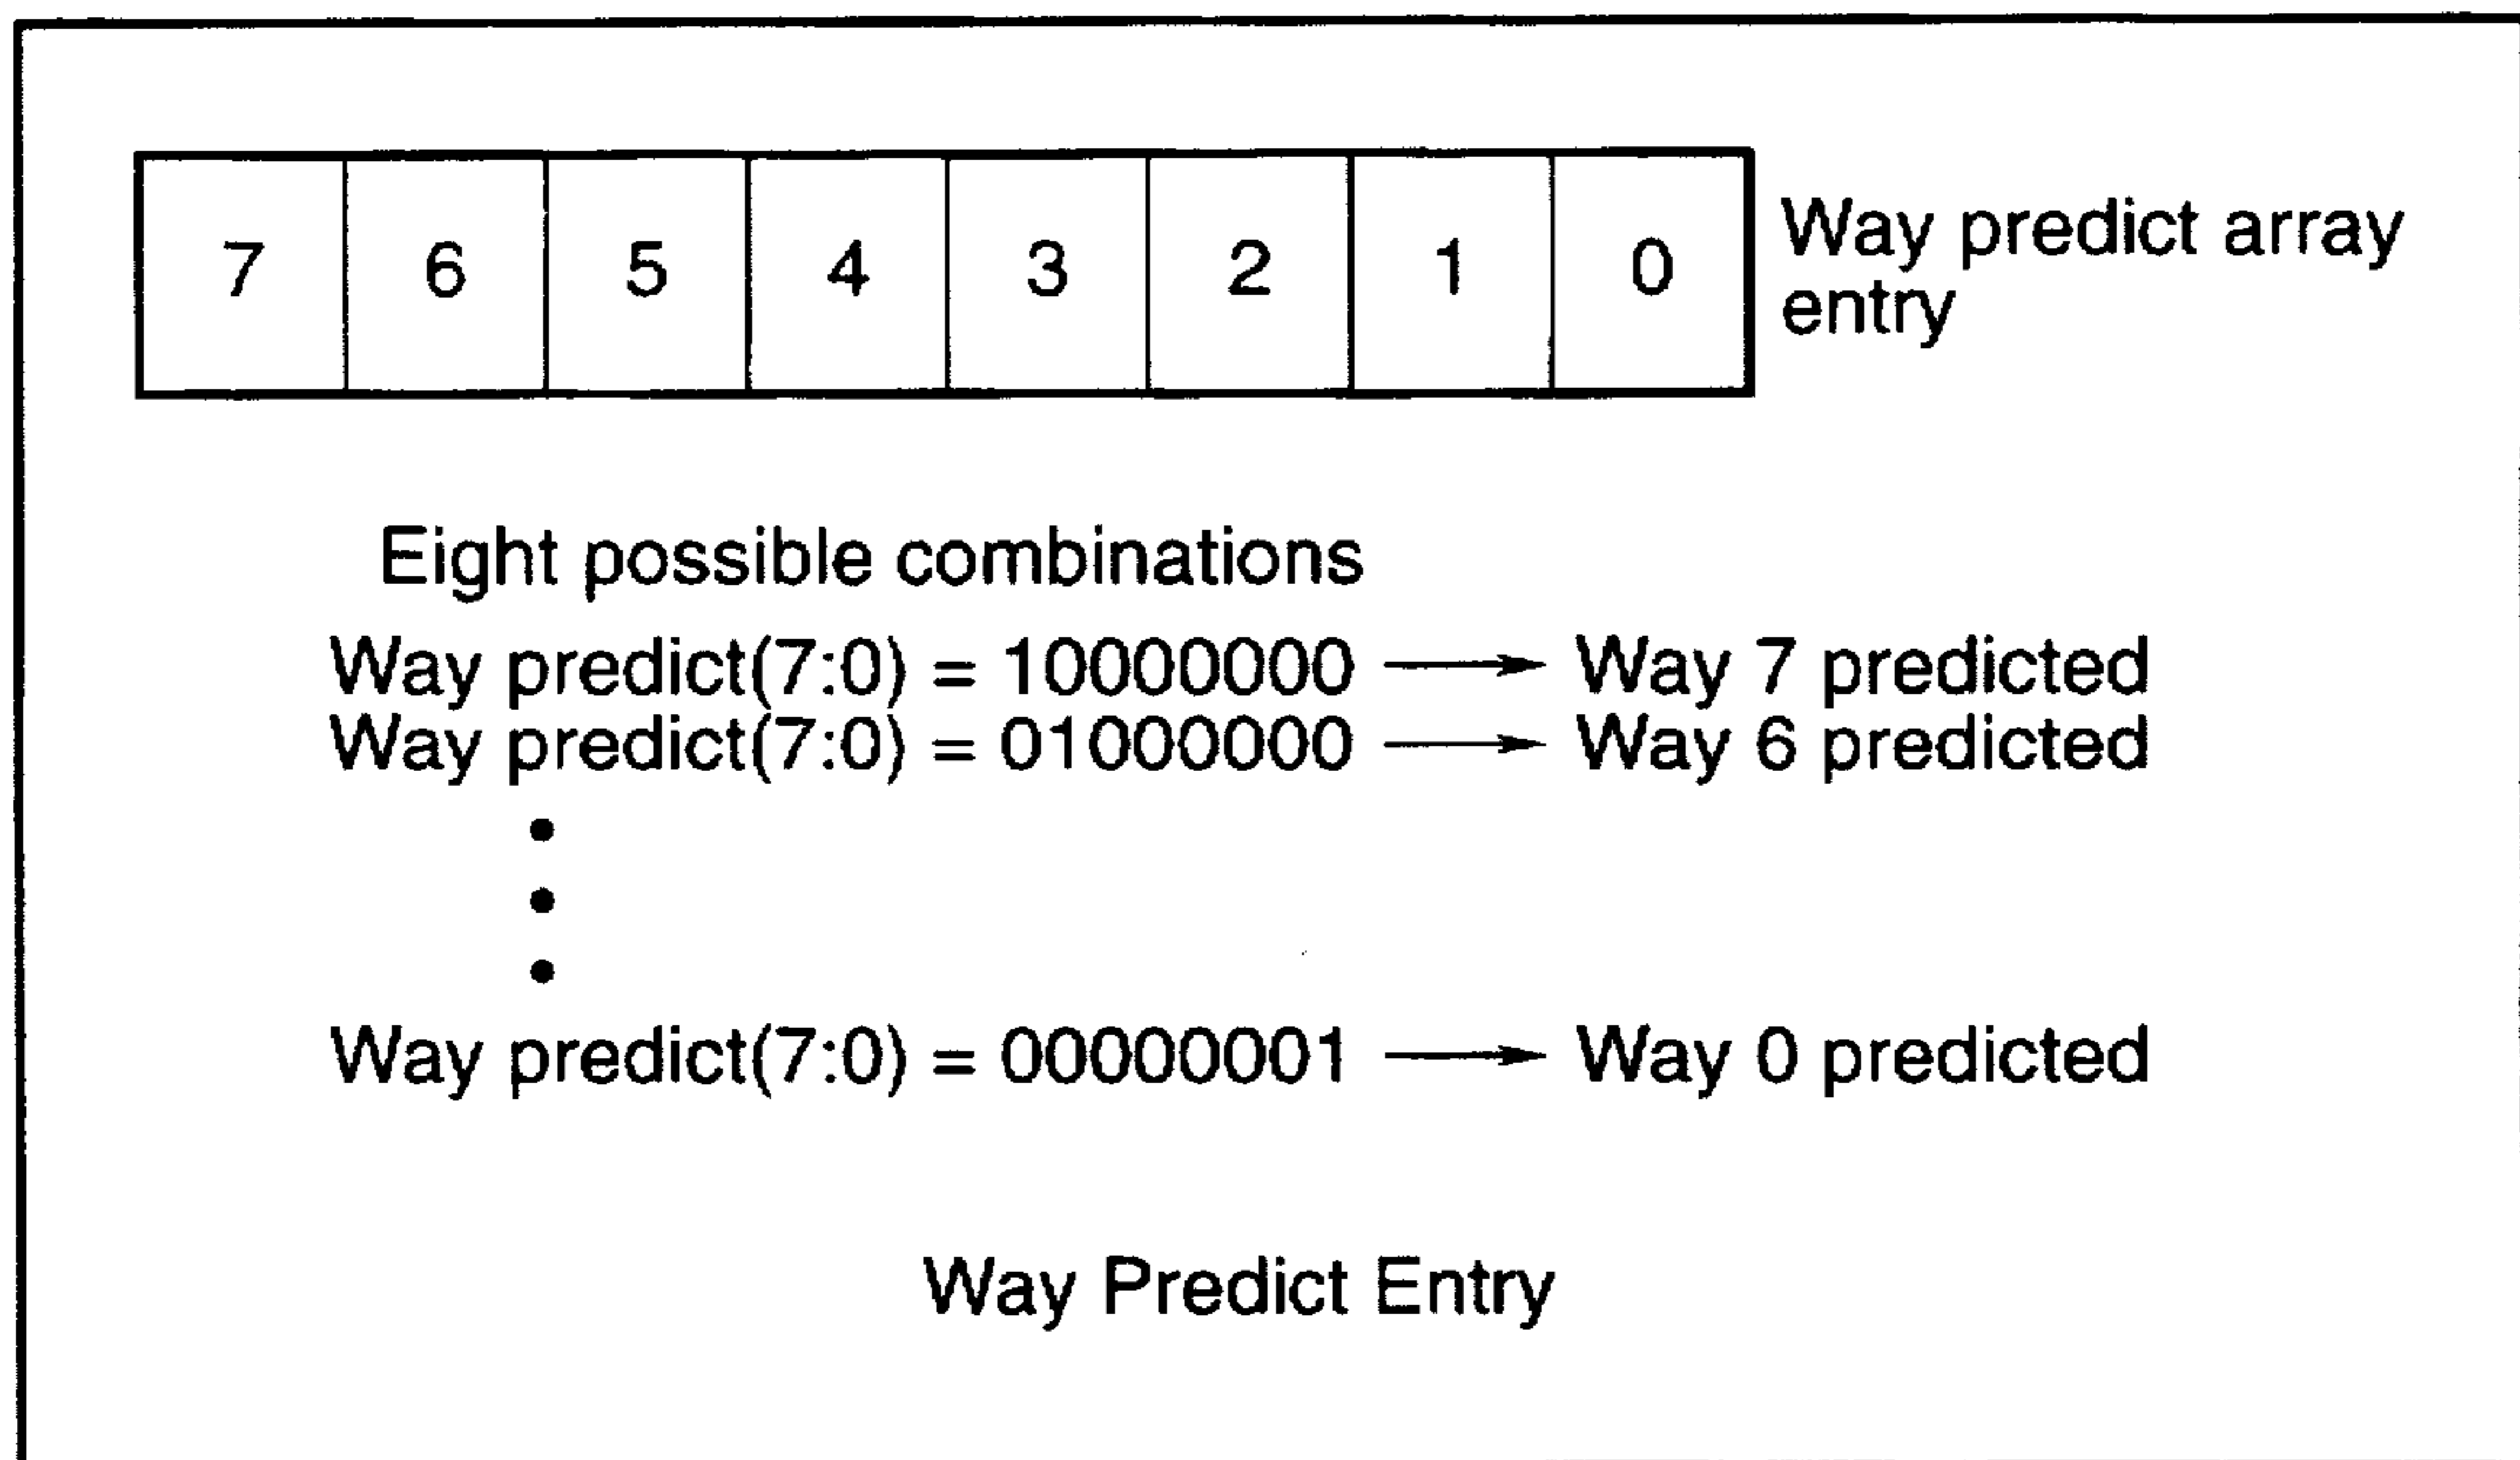 7 6 5 4 3 2 1 0
Way predict array
entry
Eight possible combinations
Way predict(7:0) = 10000000 → Way 7 predicted
Way predict(7:0) = 01000000 → Way 6 predicted
•
•
•
Way predict(7:0) = 00000001 → Way 0 predicted
Way Predict Entry